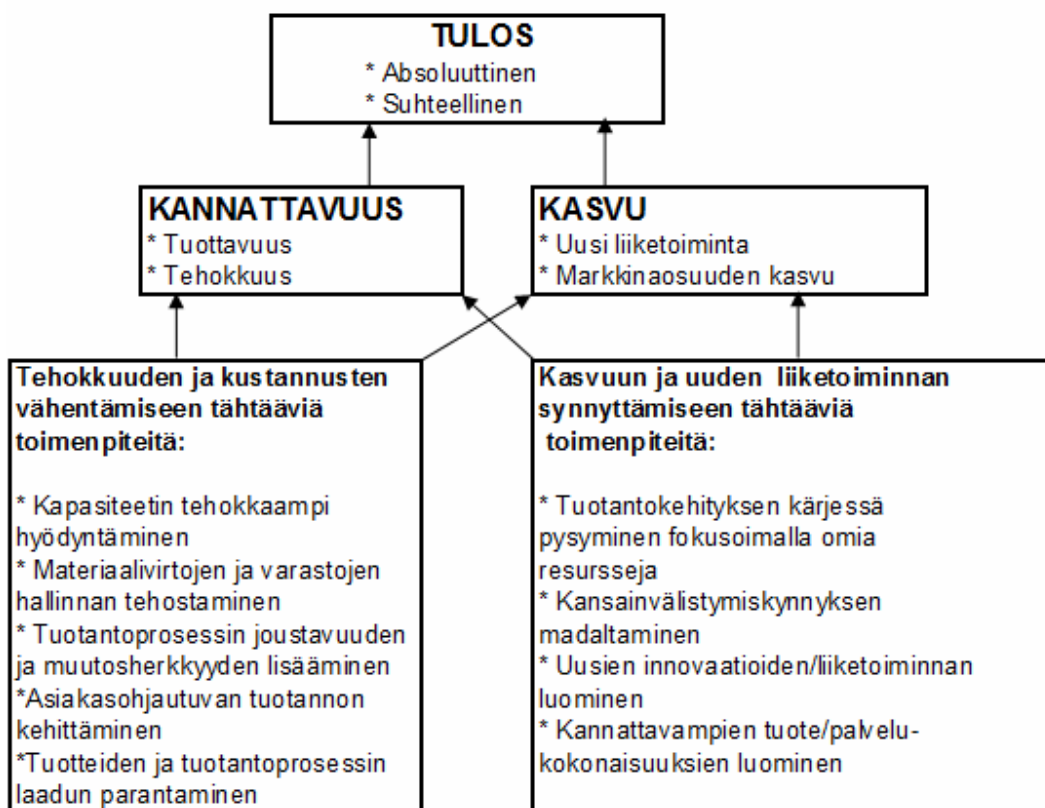 TULOS
* Absoluuttinen
* Suhteellinen
KANNATTAVUUS
* Tuottavuus
* Tehokkuus
KASVU
* Uusi liiketoiminta
* Markkinaosuuden kasvu
Tehokkuuden ja kustannusten
vähentämiseen tähtääviä
toimenpiteitä:
* Kapasiteetin tehokkaampi
hyödyntäminen
* Materiaalivirtojen ja varastojen
hallinnan tehostaminen
* Tuotantoprosessin joustavuuden
ja muutosherkkyyden lisääminen
*Asiakasohjautuvan tuotannon
kehittäminen
*Tuotteiden ja tuotantoprosessin
laadun parantaminen
Kasvuun ja uuden liiketoiminnan
synnyttämiseen tähtääviä
toimenpiteitä:
* Tuotantokehityksen kärjessä
pysyminen fokusoimalla omia
resursseja
* Kansainvälistymiskynnyksen
madaltaminen
* Uusien innovaatioiden/liiketoiminnan
luominen
* Kannattavampien tuote/palvelu-
kokonaisuuksien luominen